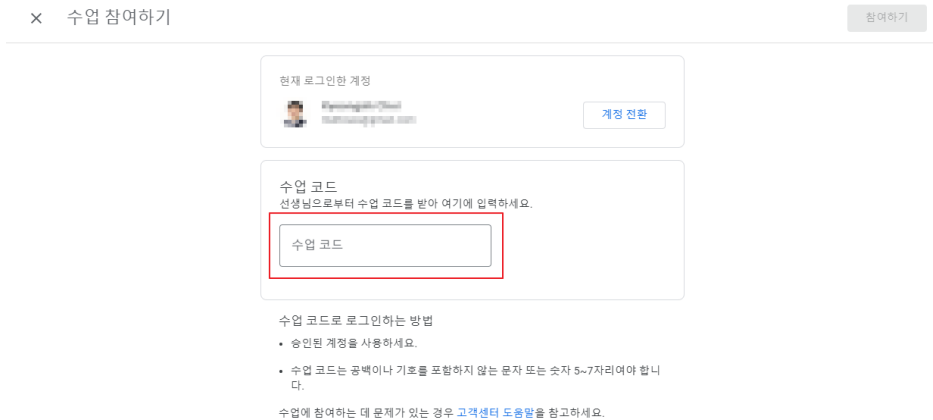 수업 참여하기
참여하기
현재 로그인한 계정
계정 전환
수업 코드
선생님으로부터 수업 코드를 받아 여기에 입력하세요.
수업 코드
수업 코드로 로그인하는 방법
• 승인된 계정을 사용하세요.
• 수업 코드는 공백이나 기호를 포함하지 않는 문자 또는 숫자 5~7자리여야 합니
다.
수업에 참여하는 데 문제가 있는 경우 고객센터 도움말을 참고하세요.